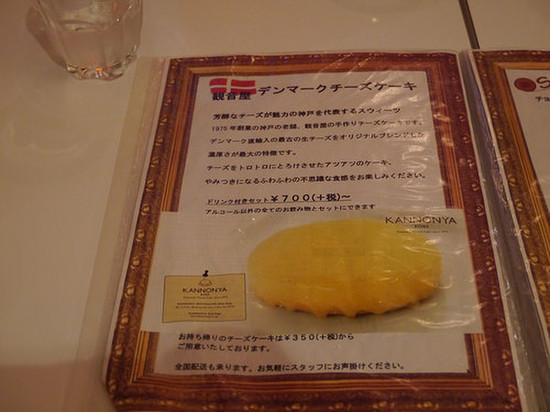 観音屋 デンマークチーズケーキ
芳醇なチーズが魅力の神戸を代表するスウィーツ
1975年創業の神戸の老舗、観音屋の手作りチーズケーキです。
デンマーク直輸入の最古の生チーズをオリジナルブレンドした
濃厚さが最大の特徴です。
チーズをトロトロにとろけさせたアツアツのケーキ、
やみつきになるふわふわの不思議な食感をお楽しみください。
ドリンク付きセット￥700(+税)～
アルコール以外の全てのお飲み物とセットにできます
KANNONYA
KOBE
KANNONYA
KOBE
お持ち帰りのチーズケーキは￥350(+税)から
ご用意いたしております。
全国配送も承ります。お気軽にスタッフにお声掛けください。
S